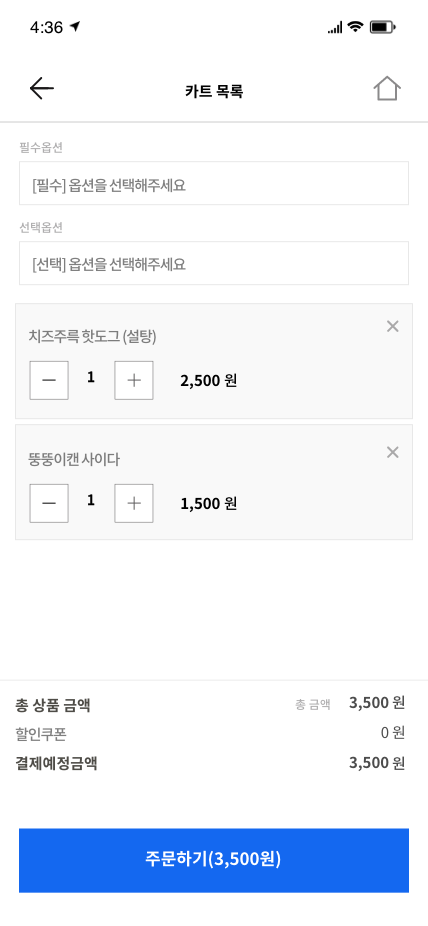 4:36
카트 목록
필수옵션
[필수] 옵션을 선택해주세요
선택옵션
[선택] 옵션을 선택해주세요
치즈주륵 핫도그 (설탕)
1 2,500 원
뚱뚱이캔 사이다
1 1,500 원
총 상품 금액 총 금액 3,500 원
할인쿠폰 0 원
결제예정금액 3,500 원
주문하기(3,500원)